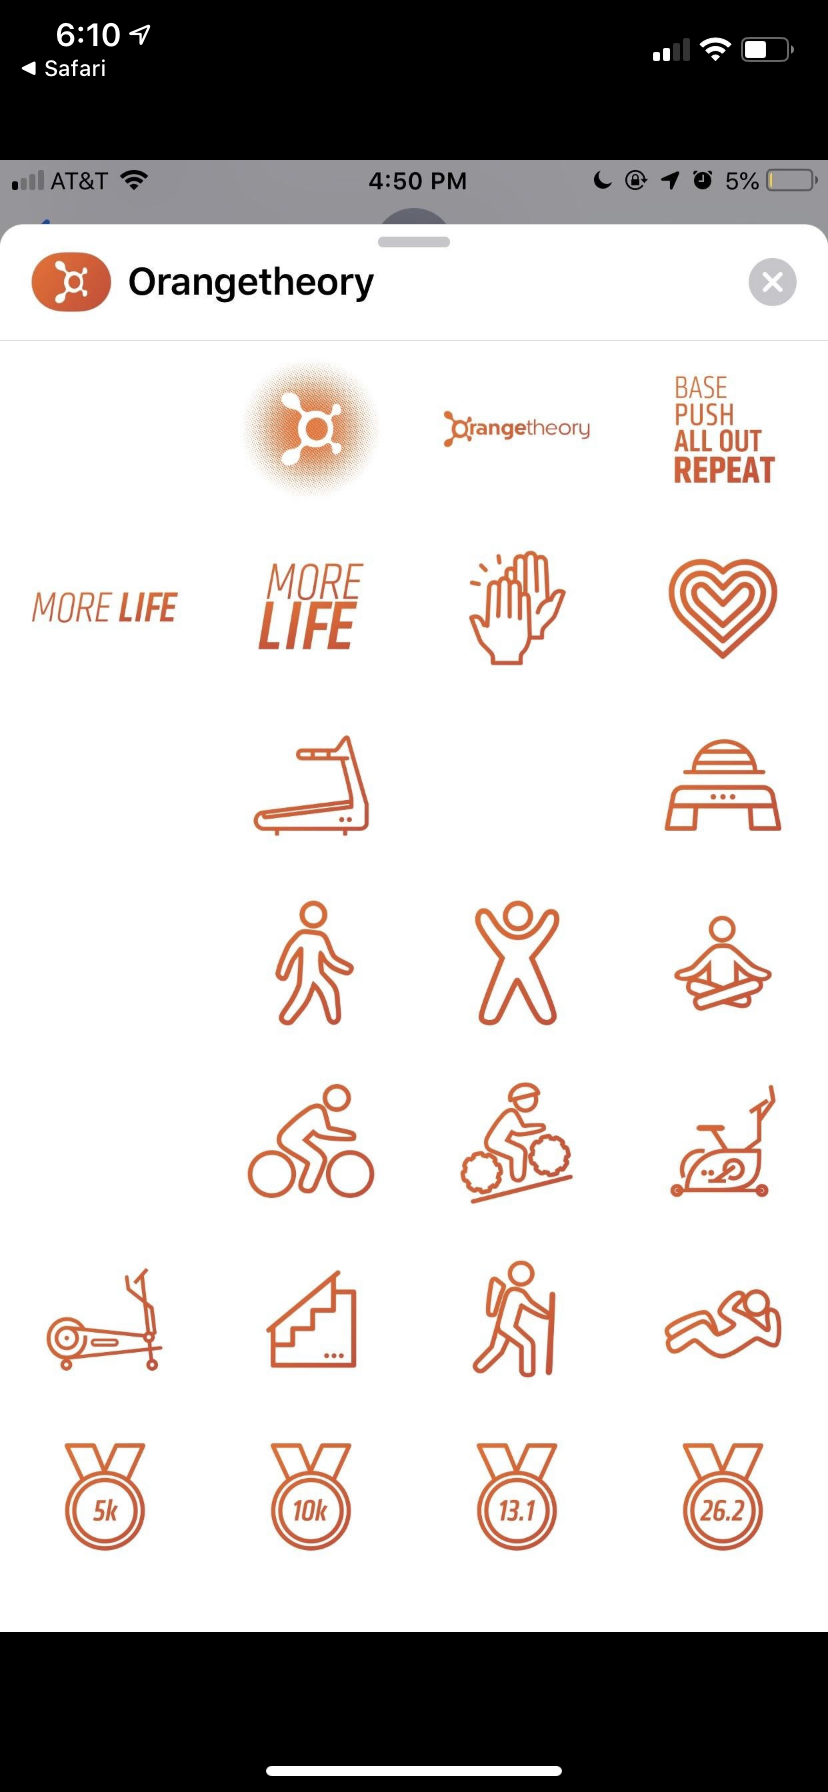 6:10
Safari
AT&T
4:50 PM
5%
Orangetheory
Orangetheory
BASE
PUSH
ALL OUT
REPEAT
MORE LIFE
MORE
LIFE
5k
10k
13.1
26.2